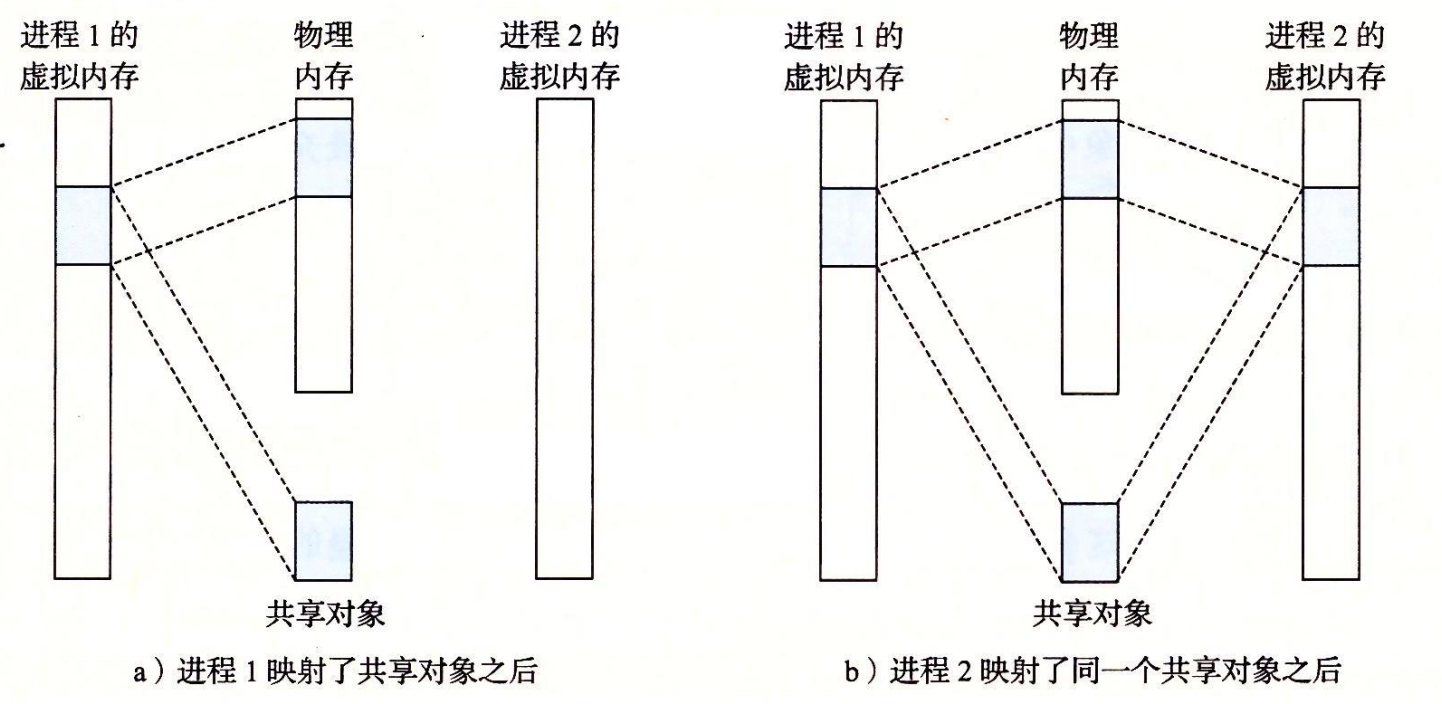 进程 1 的
虚拟内存
物理
内存
进程 2 的
虚拟内存
共享对象
a）进程 1 映射了共享对象之后
进程 1 的
虚拟内存
物理
内存
进程 2 的
虚拟内存
共享对象
b）进程 2 映射了同一个共享对象之后